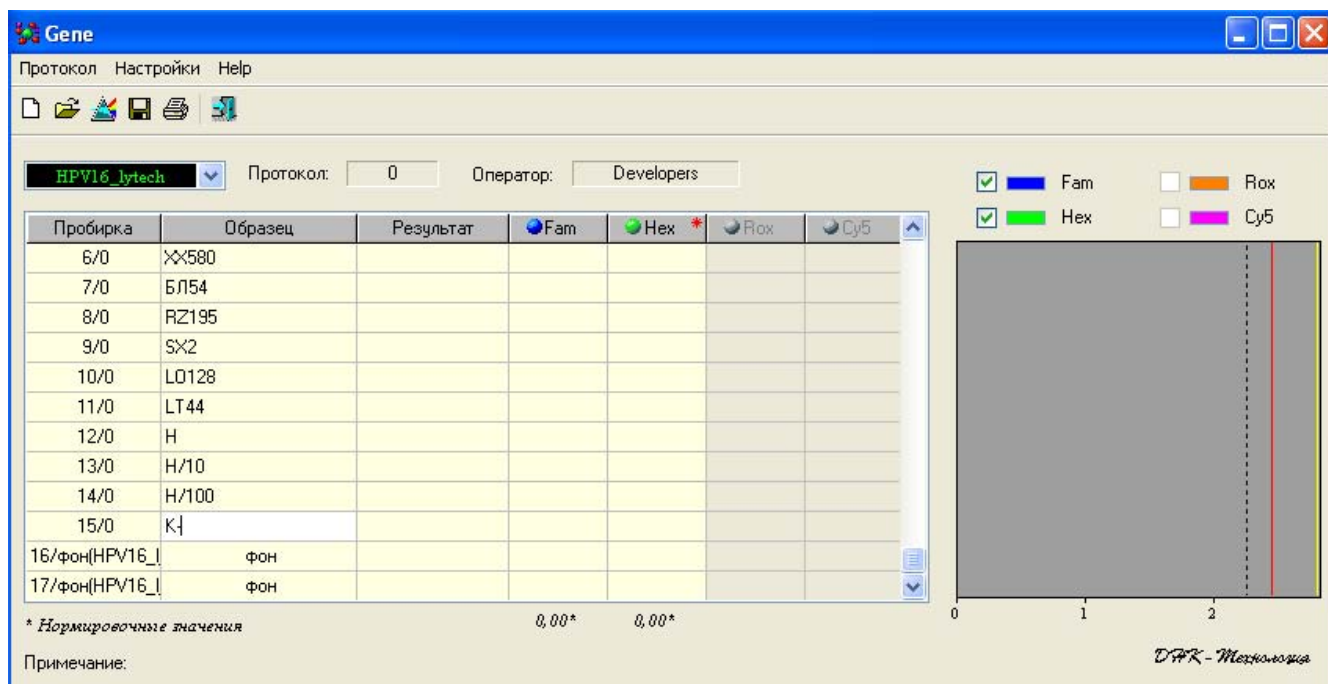 Gene
Протокол Настройки Help
HPV16_lytech Протокол: 0 Оператор: Developers
Fam Rox
Hex Cy5
Пробирка Образец Результат Fam Hex * Rox Cy5
6/0 XX580
7/0 БЛ54
8/0 RZ195
9/0 SX2
10/0 LO128
11/0 LT44
12/0 H
13/0 H/10
14/0 H/100
15/0 K-
16/фон(HPV16_l фон
17/фон(HPV16_l фон
0 1 2
* Нормировочные значения 0,00* 0,00*
ДНК-Технология
Примечание: